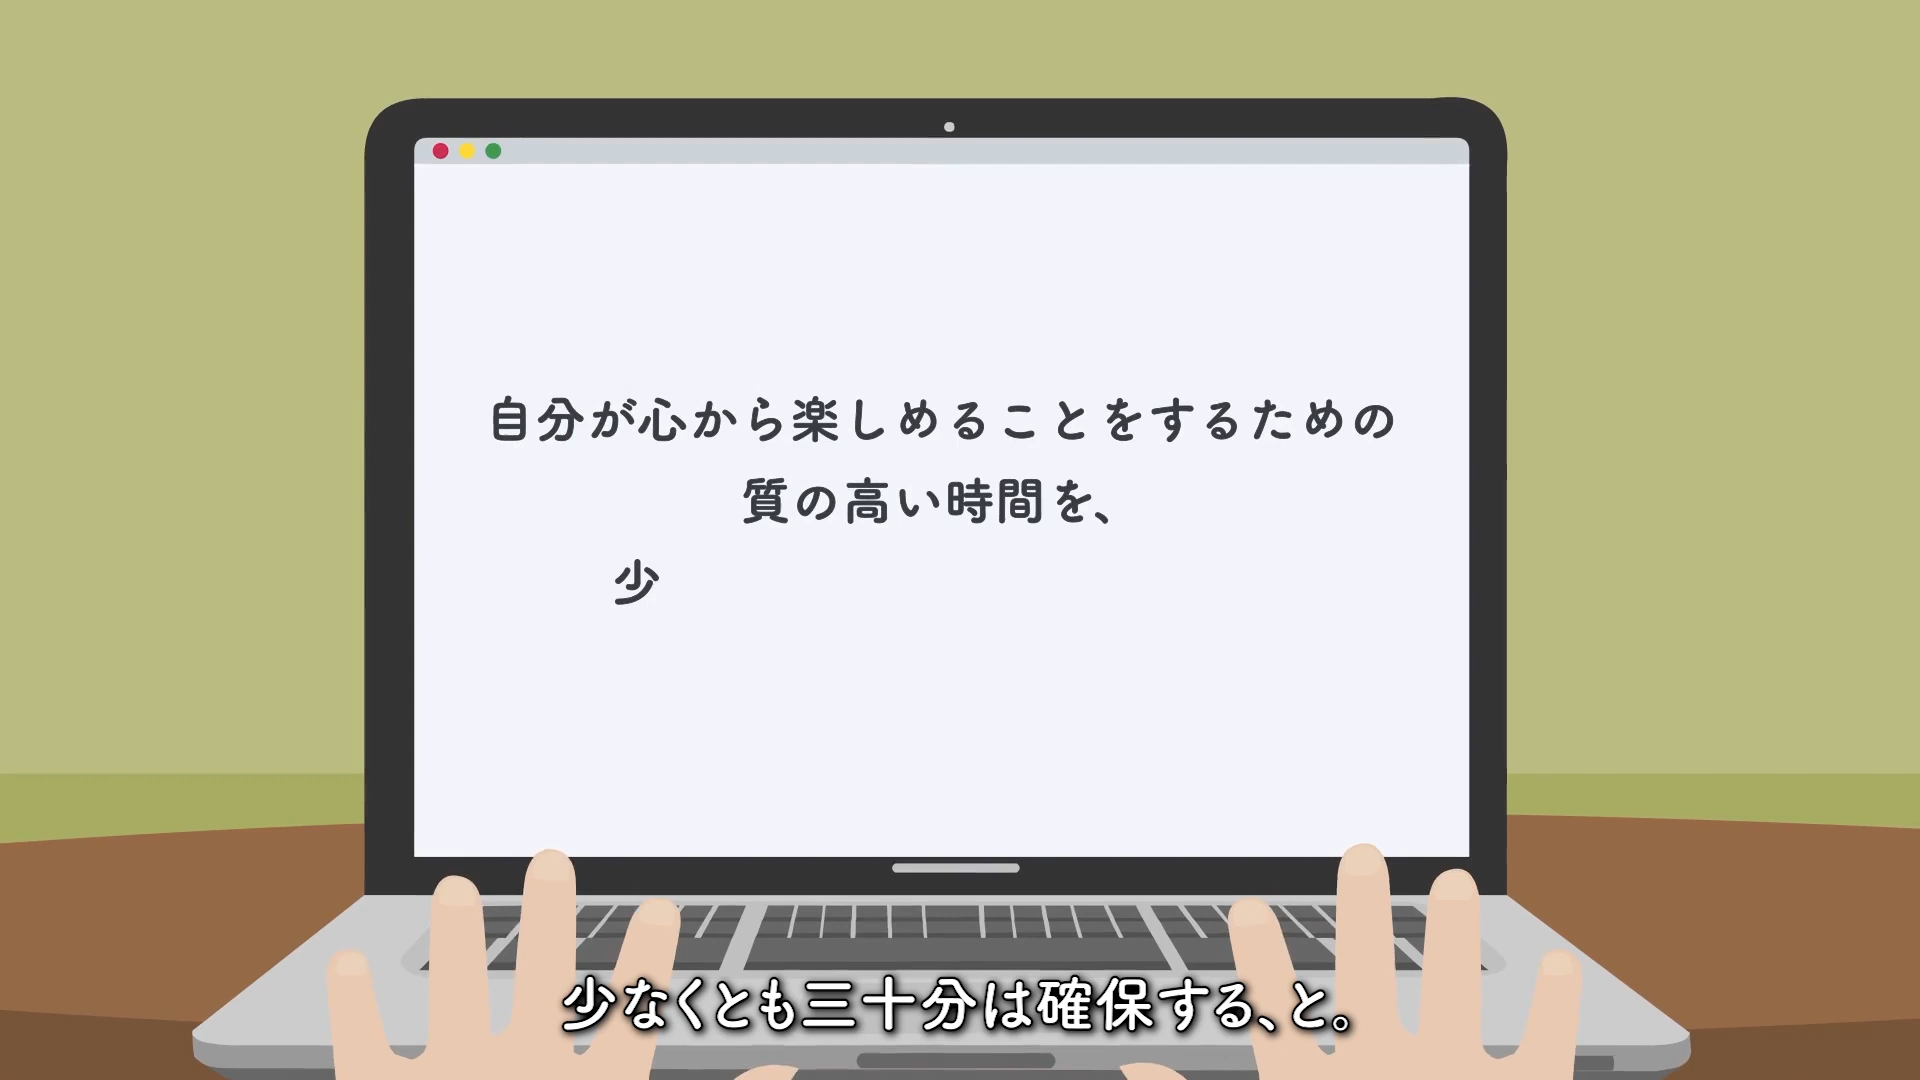 自分が心から楽しめることをするための
質の高い時間を、
少
少なくとも三十分は確保する、と。